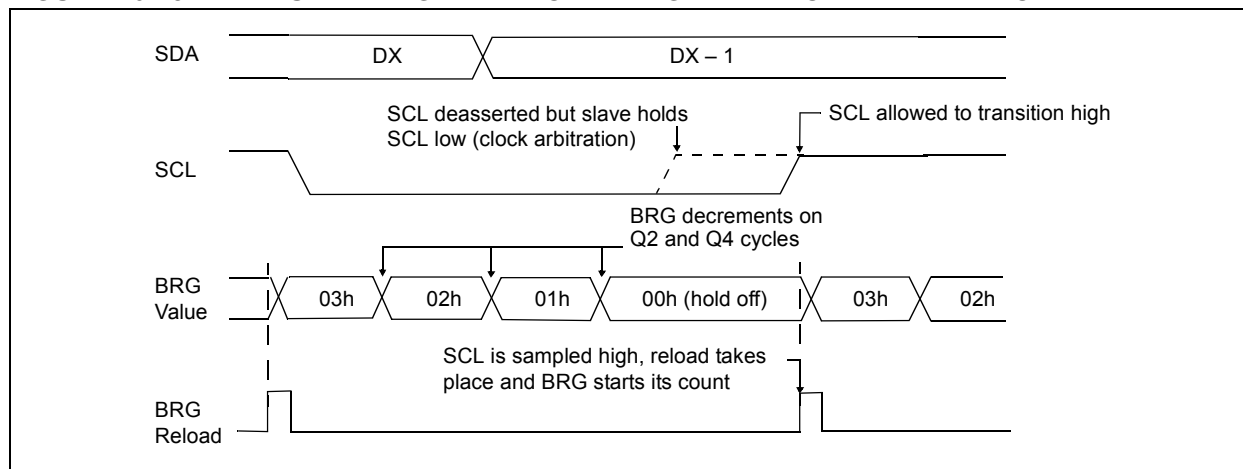 SDA
DX
DX – 1
SCL deasserted but slave holds
SCL low (clock arbitration)
SCL allowed to transition high
SCL
BRG decrements on
Q2 and Q4 cycles
BRG
Value
03h
02h
01h
00h (hold off)
03h
02h
SCL is sampled high, reload takes
place and BRG starts its count
BRG
Reload